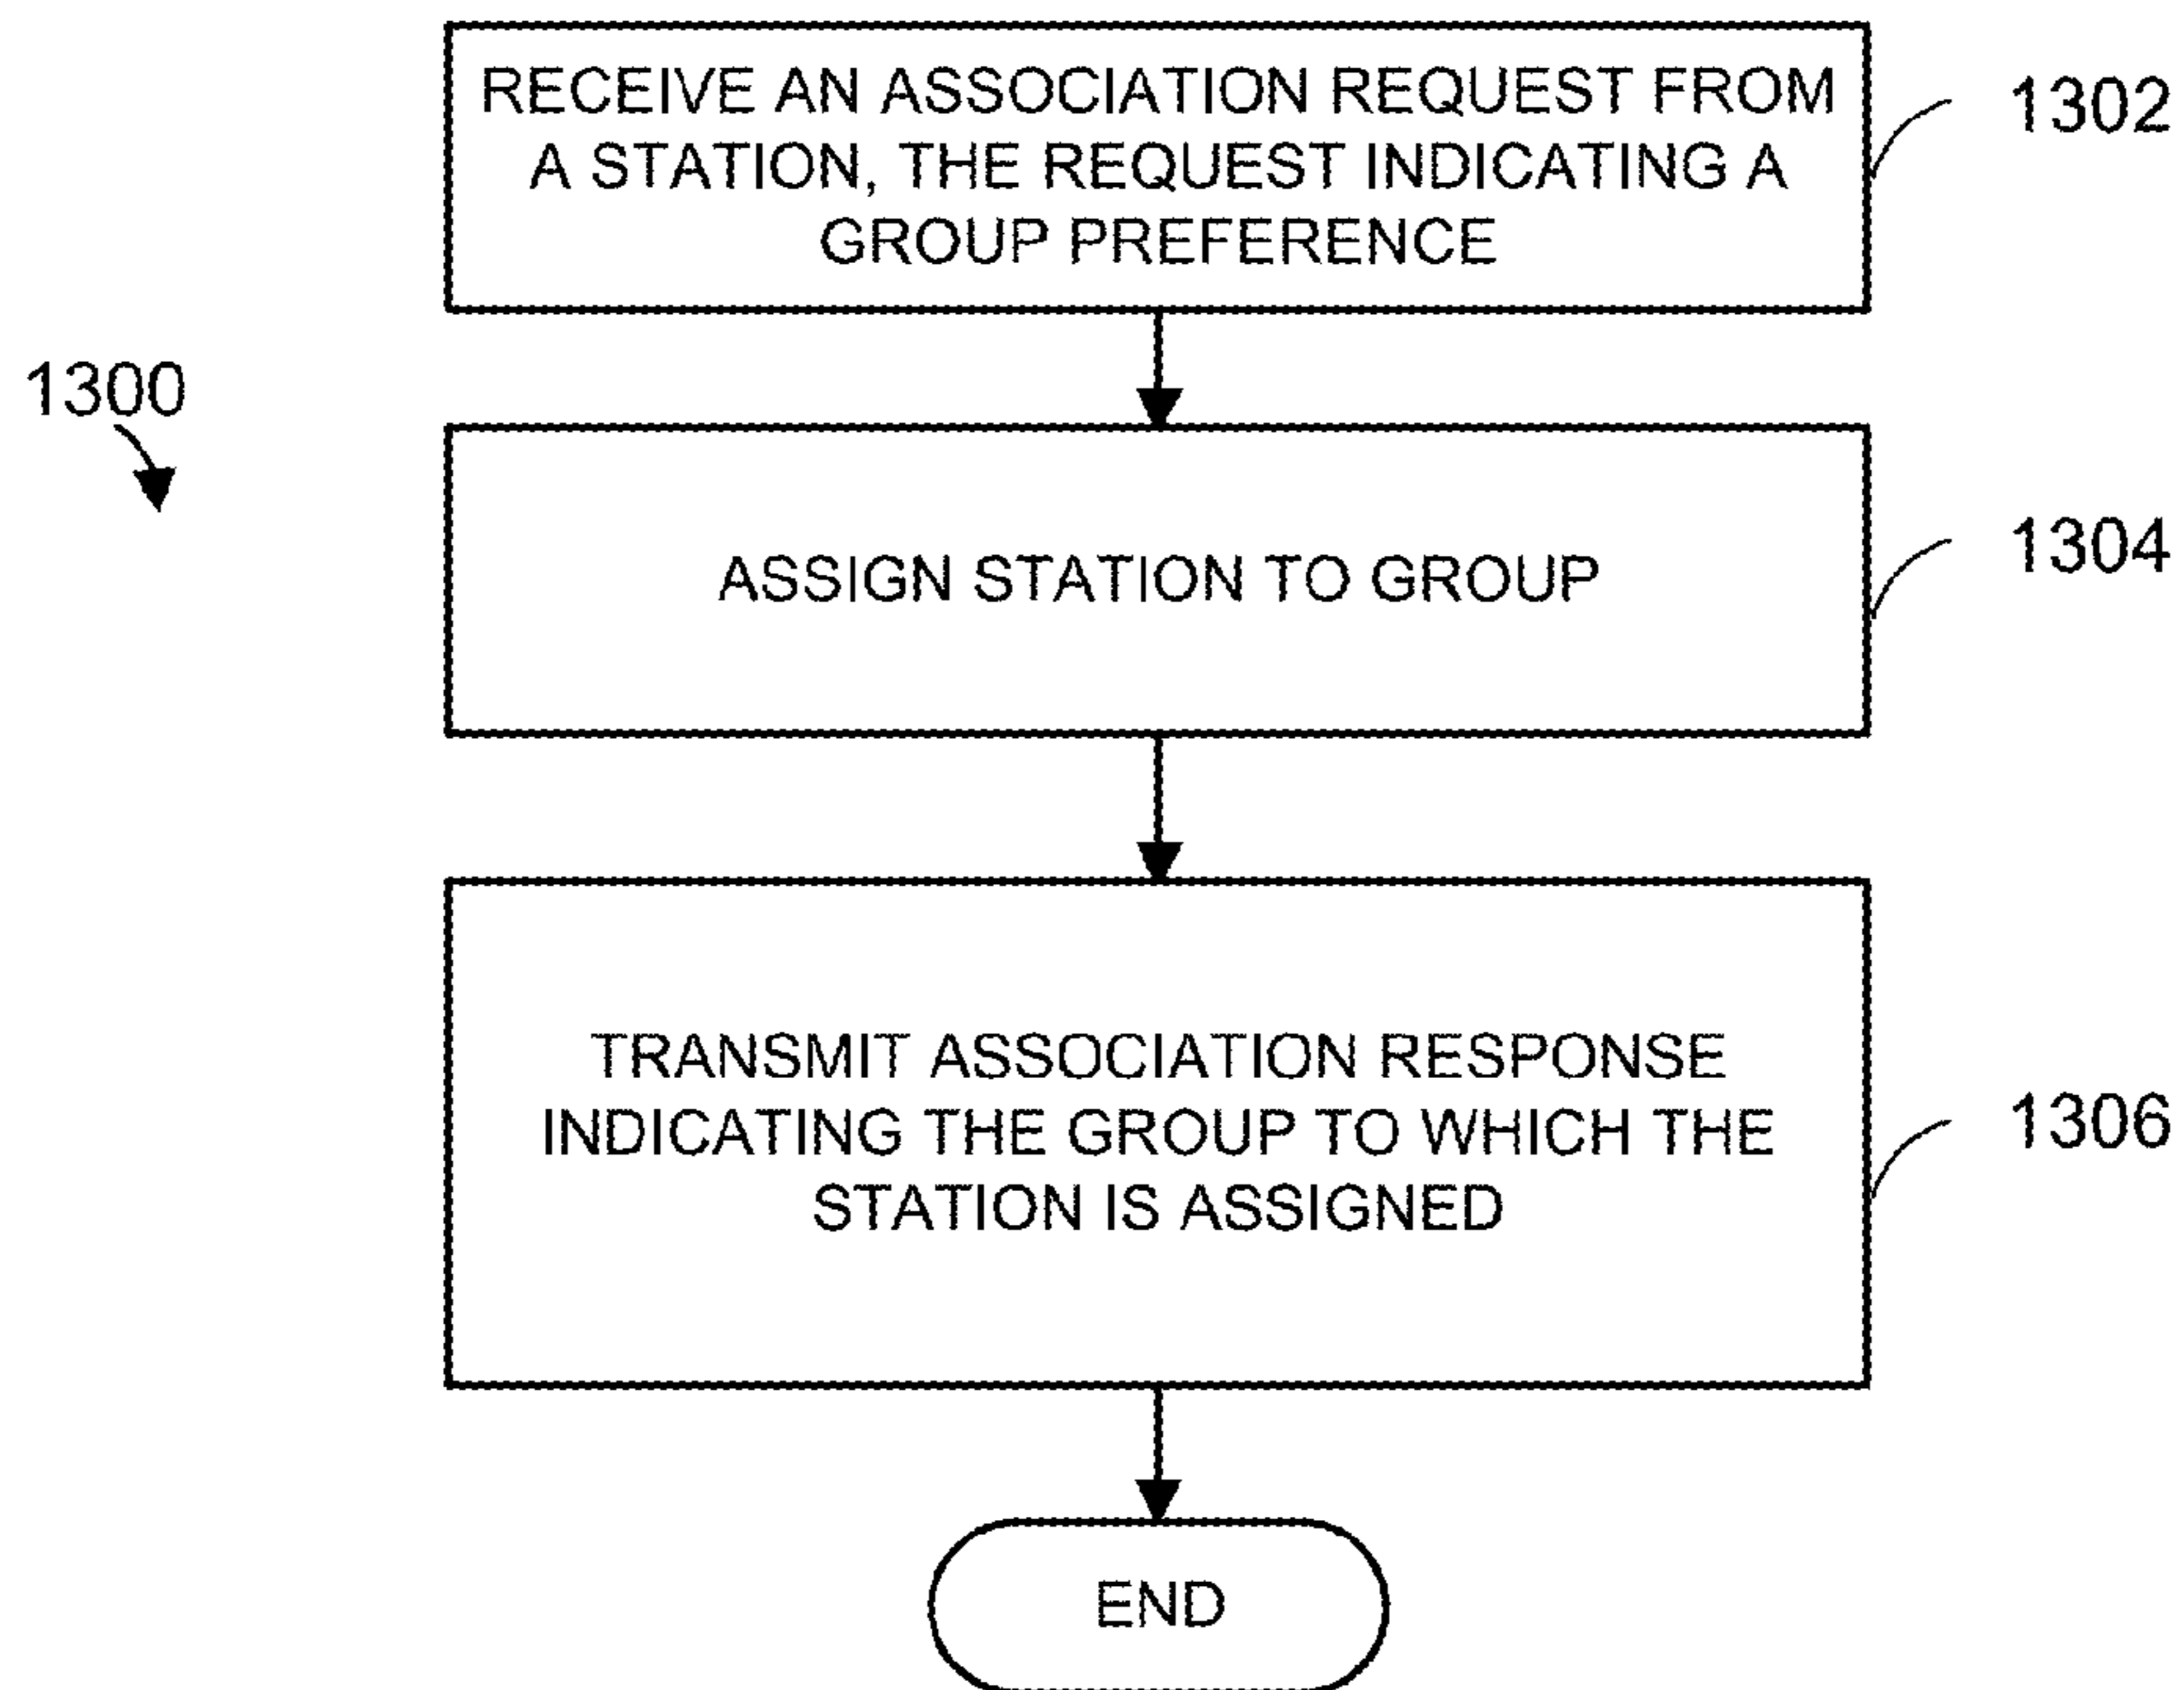 RECEIVE AN ASSOCIATION REQUEST FROM
A STATION, THE REQUEST INDICATING A
GROUP PREFERENCE
1302
1300
ASSIGN STATION TO GROUP
1304
TRANSMIT ASSOCIATION RESPONSE
INDICATING THE GROUP TO WHICH THE
STATION IS ASSIGNED
1306
END